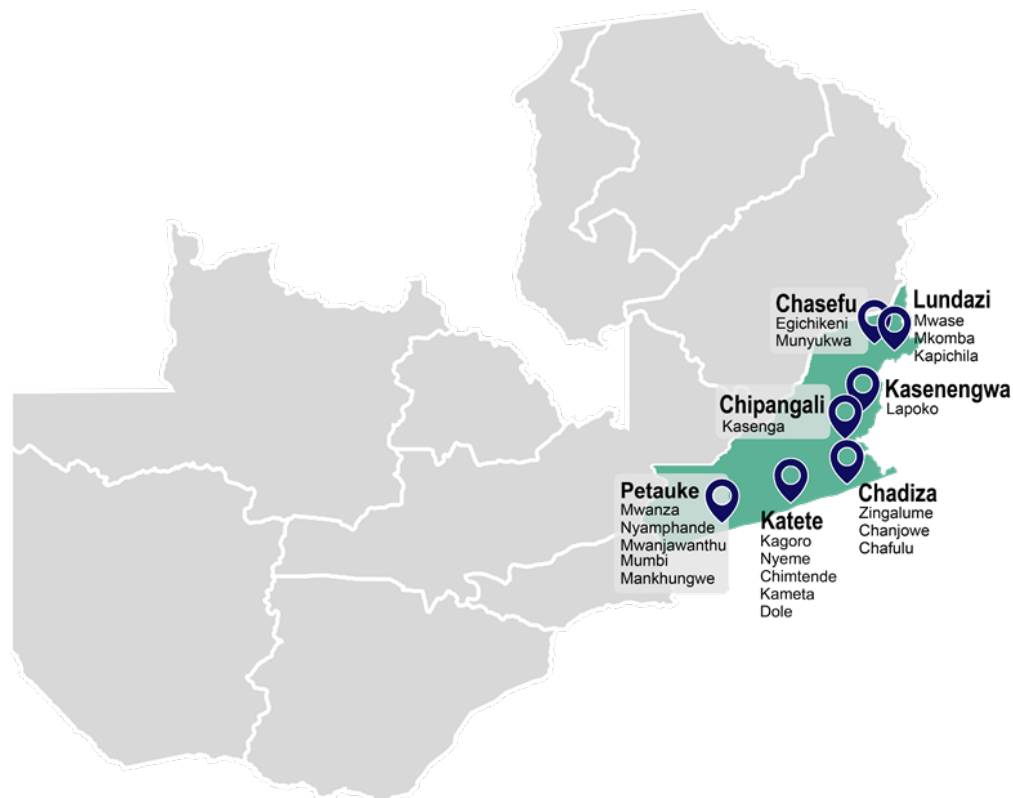 Chasefu
Egichikeni
Munyukwa
Lundazi
Mwase
Mkomba
Kapichila
Kasenengwa
Lapoko
Chipangali
Kasenga
Petauke
Mwanza
Nyamphande
Mwanjawanthu
Mumbi
Mankhungwe
Katete
Kagoro
Nyeme
Chimtende
Kameta
Dole
Chadiza
Zingalume
Chanjowe
Chafulu